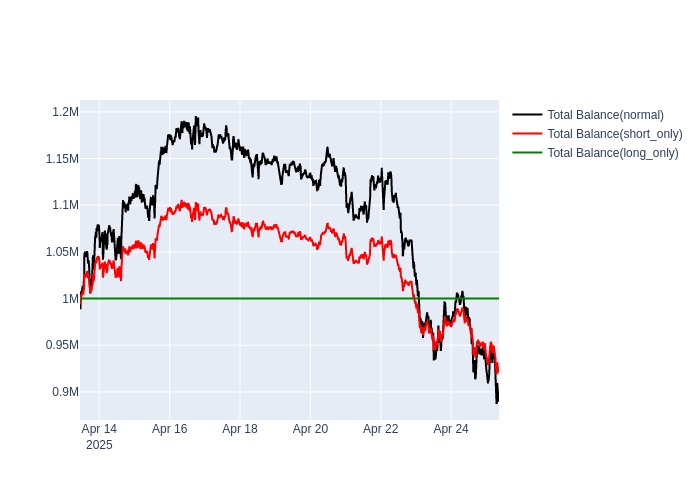 1.2M
1.15M
1.1M
1.05M
1M
0.95M
0.9M
Apr 14
2025
Apr 16
Apr 18
Apr 20
Apr 22
Apr 24
Total Balance(normal)
Total Balance(short_only)
Total Balance(long_only)